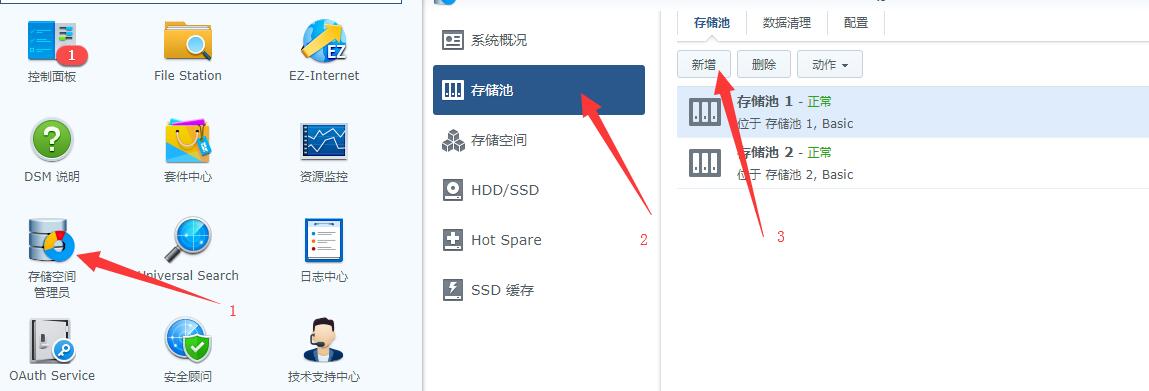 1
控制面板
File Station
EZ
EZ-Internet
DSM 说明
套件中心
资源监控
存储空间
管理员
Universal Search
日志中心
OAuth Service
安全顾问
技术支持中心
1
系统概况
存储池
存储空间
HDD/SSD
Hot Spare
SSD 缓存
2
存储池
数据清理
配置
新增
删除
动作
存储池 1 - 正常
位于 存储池 1, Basic
存储池 2 - 正常
位于 存储池 2, Basic
3